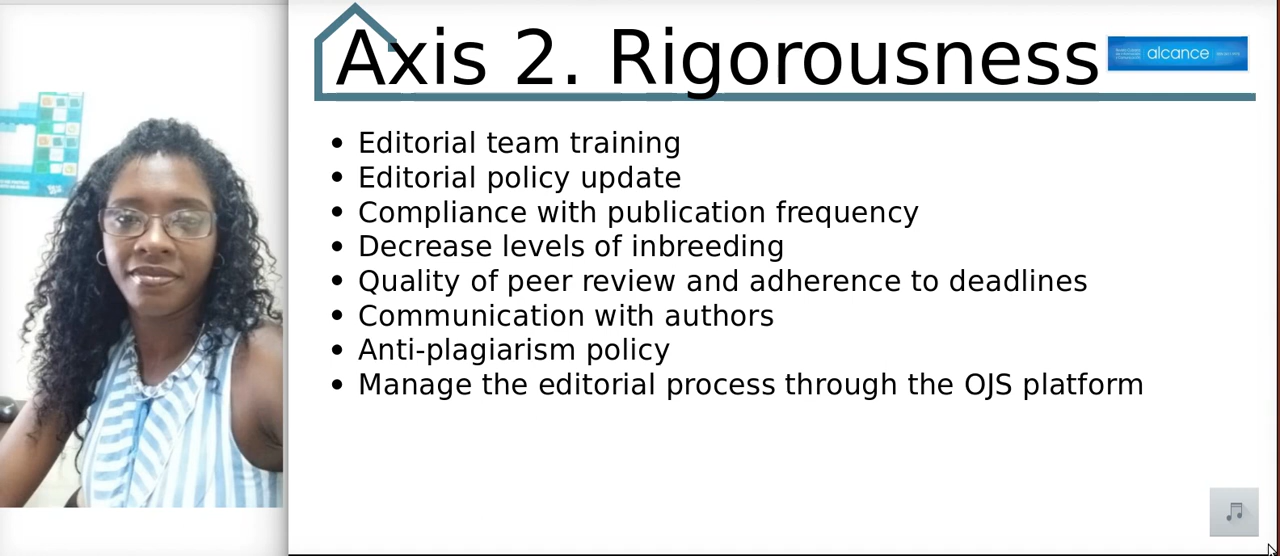 Axis 2. Rigorousness
alcance
• Editorial team training
• Editorial policy update
• Compliance with publication frequency
• Decrease levels of inbreeding
• Quality of peer review and adherence to deadlines
• Communication with authors
• Anti-plagiarism policy
• Manage the editorial process through the OJS platform